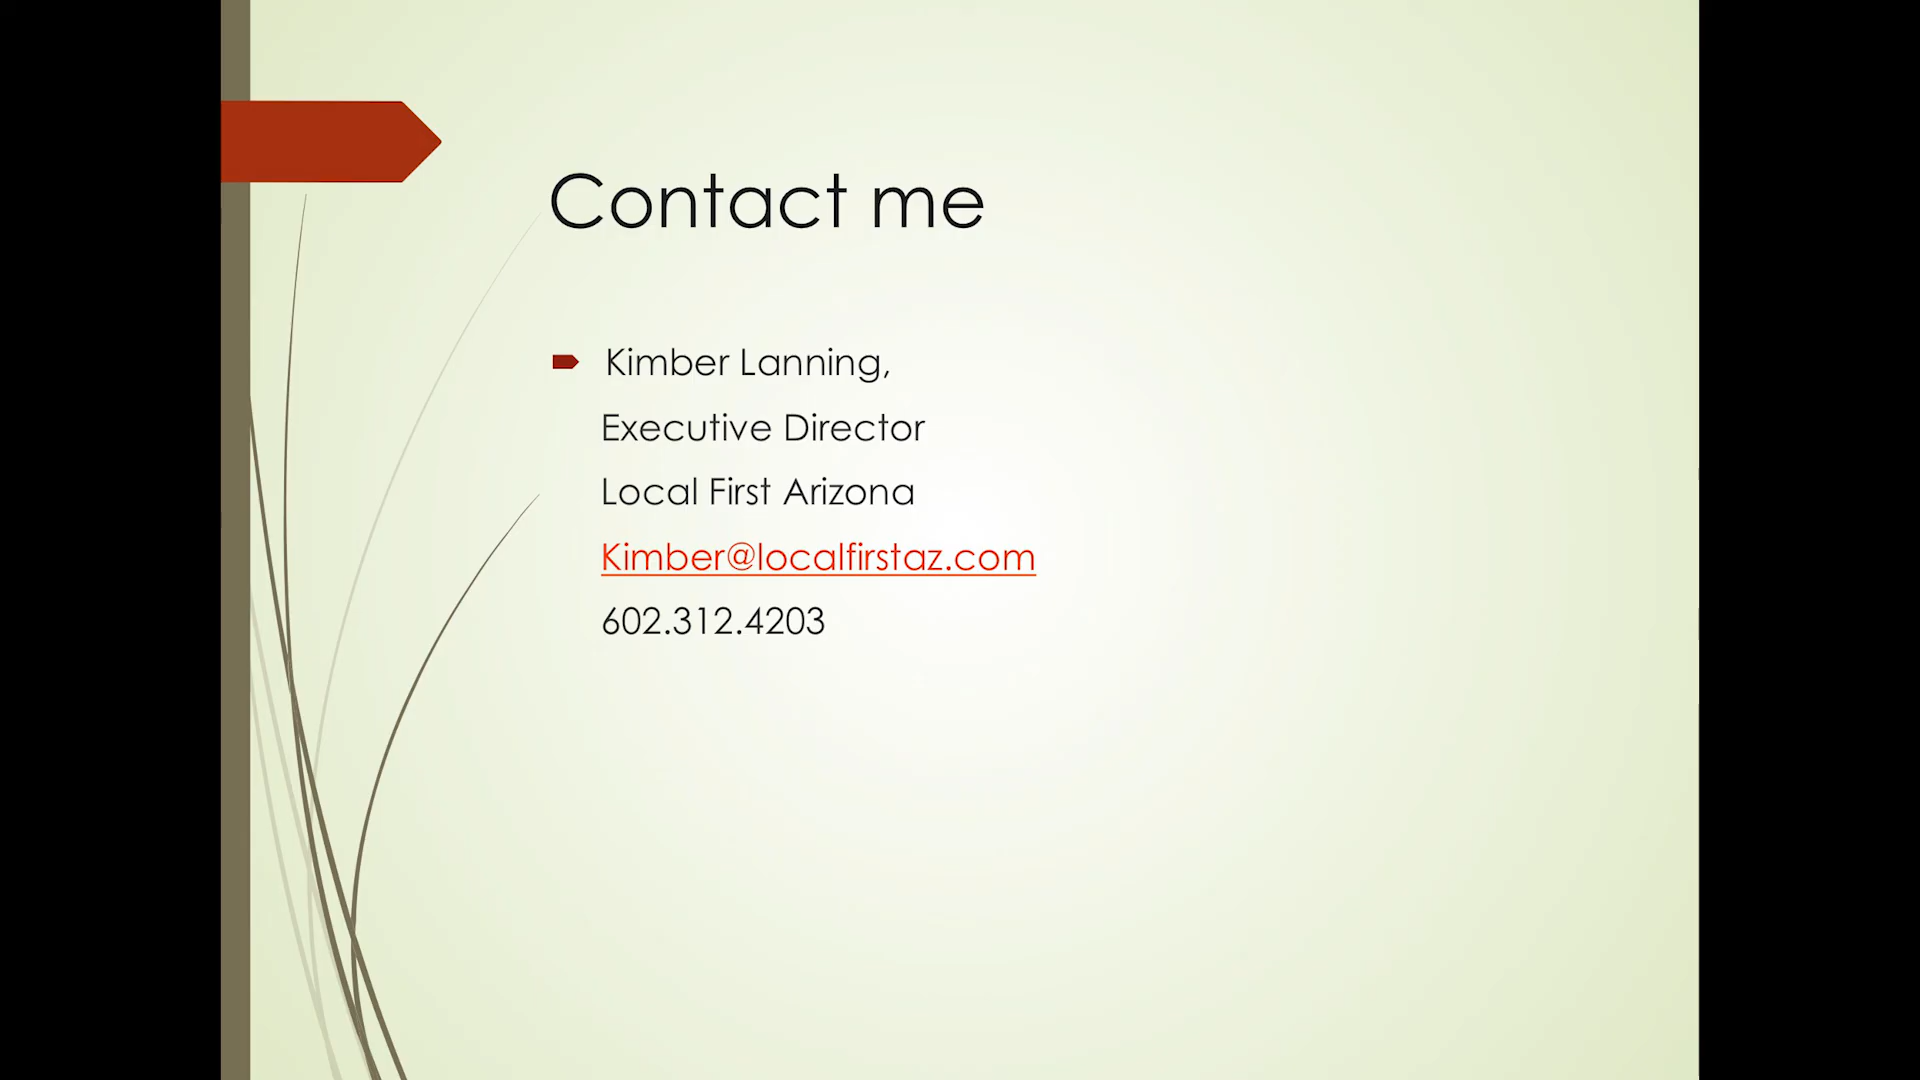 Contact me
Kimber Lanning,
Executive Director
Local First Arizona
Kimber@localfirstaz.com
602.312.4203